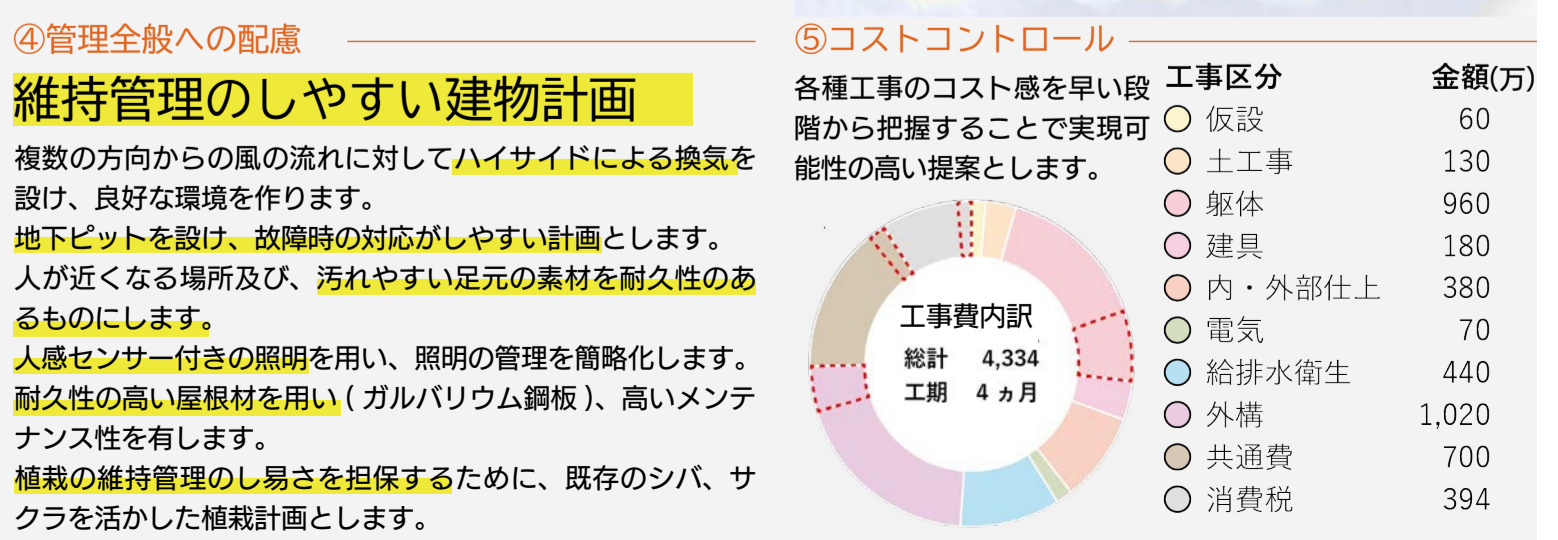 ④管理全般への配慮
維持管理のしやすい建物計画
複数の方向からの風の流れに対してハイサイドによる換気を
設け、良好な環境を作ります。
地下ピットを設け、故障時の対応がしやすい計画とします。
人が近くなる場所及び、汚れやすい足元の素材を耐久性のあ
るものにします。
人感センサー付きの照明を用い、照明の管理を簡略化します。
耐久性の高い屋根材を用い ( ガルバリウム鋼板 )、高いメンテ
ナンス性を有します。
植栽の維持管理のし易さを担保するために、既存のシバ、サ
クラを活かした植栽計画とします。
⑤コストコントロール
各種工事のコスト感を早い段
階から把握することで実現可
能性の高い提案とします。
工事費内訳
総計 4,334
工期 4 ヵ月
工事区分 金額(万)
仮設 60
土工事 130
躯体 960
建具 180
内・外部仕上 380
電気 70
給排水衛生 440
外構 1,020
共通費 700
消費税 394